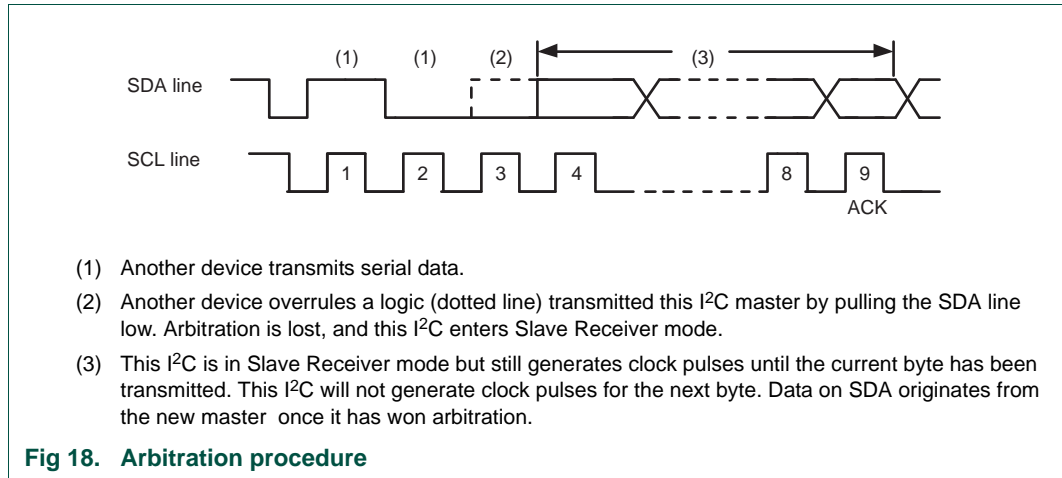 (1) (1) (2) (3)
SDA line
SCL line
1 2 3 4 8 9
ACK
(1) Another device transmits serial data.
(2) Another device overrules a logic (dotted line) transmitted this I2C master by pulling the SDA line
low. Arbitration is lost, and this I2C enters Slave Receiver mode.
(3) This I2C is in Slave Receiver mode but still generates clock pulses until the current byte has been
transmitted. This I2C will not generate clock pulses for the next byte. Data on SDA originates from
the new master once it has won arbitration.
Fig 18. Arbitration procedure